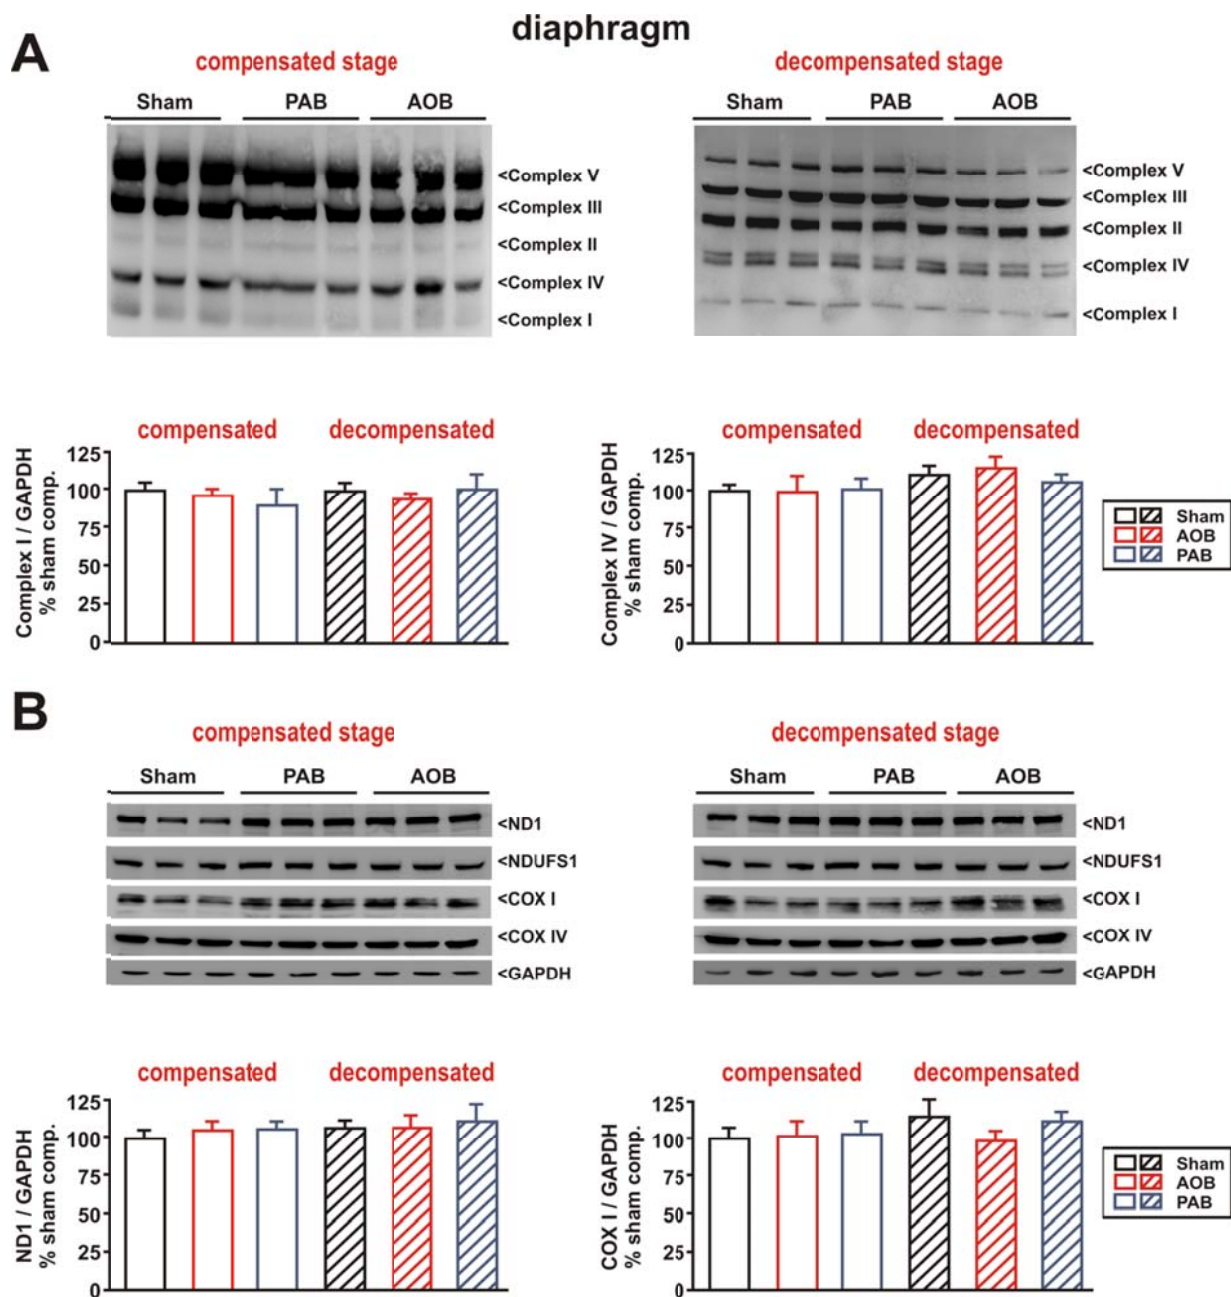 diaphragm
A
compensated stage
decompensated stage
Sham PAB AOB
Sham PAB AOB
<Complex V
<Complex III
<Complex II
<Complex IV
<Complex I
<Complex V
<Complex III
<Complex II
<Complex IV
<Complex I
compensated decompensated
Complex I / GAPDH
% sham comp.
125
100
75
50
25
0
compensated decompensated
Complex IV / GAPDH
% sham comp.
125
100
75
50
25
0
Sham
AOB
PAB
B
compensated stage
decompensated stage
Sham PAB AOB
Sham PAB AOB
<ND1
<NDUFS1
<COX I
<COX IV
<GAPDH
<ND1
<NDUFS1
<COX I
<COX IV
<GAPDH
compensated decompensated
ND1 / GAPDH
% sham comp.
125
100
75
50
25
0
compensated decompensated
COX I / GAPDH
% sham comp.
125
100
75
50
25
0
Sham
AOB
PAB